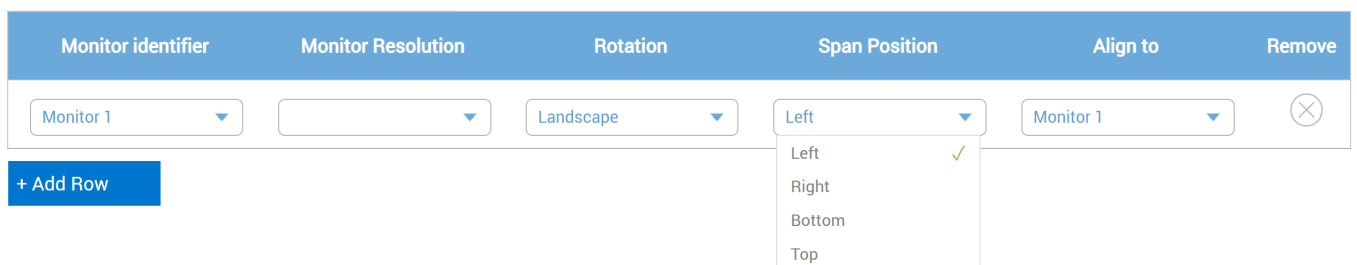 Monitor identifier Monitor Resolution Rotation Span Position Align to Remove
Monitor 1 Landscape Left Monitor 1
Left
+ Add Row
Right
Bottom
Top